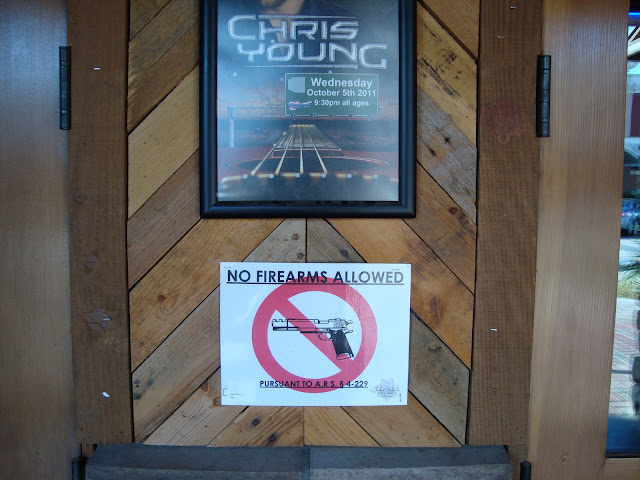 CHRIS
YOUNG
Wednesday
October 5th 2011
9:30pm all ages
NO FIREARMS ALLOWED
PURSUANT TO A.R.S. § 4-229